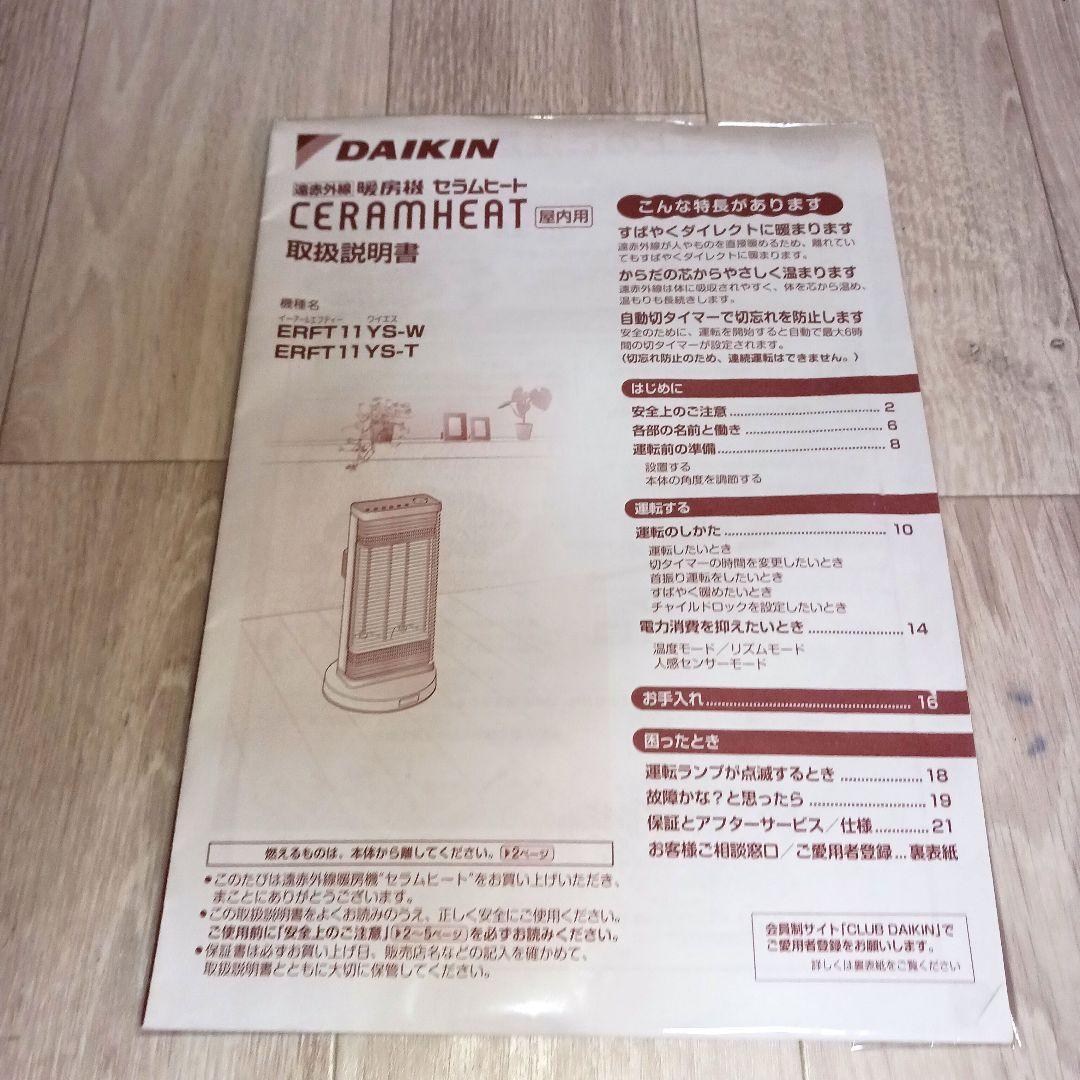 DAIKIN
遠赤外線 暖房機 セラムヒート
CERAMHEAT 屋内用
取扱説明書
機種名
イーアールエフティー ワイエス
ERFT11YS-W
ERFT11YS-T
燃えるものは、本体から離してください。 2ページ
●このたびは遠赤外線暖房機“セラムヒート”をお買い上げいただき、
まことにありがとうございます。
●この取扱説明書をよくお読みのうえ、正しく安全にご使用ください。
ご使用前に「安全上のご注意」(▶2〜5ページ)を必ずお読みください。
●保証書は必ずお買い上げ日、販売店名などの記入を確かめて、
取扱説明書とともに大切に保管してください。
こんな特長があります
すばやくダイレクトに暖まります
遠赤外線が人やものを直接暖めるため、離れてい
てもすばやくダイレクトに暖まります。
からだの芯からやさしく温まります
遠赤外線は体に吸収されやすく、体を芯から温め、
温もりも長続きします。
自動切タイマーで切忘れを防止します
安全のために、運転を開始すると自動で最大6時
間の切タイマーが設定されます。
(切忘れ防止のため、連続運転はできません。)
はじめに
安全上のご注意 2
各部の名前と働き 6
運転前の準備 8
設置する
本体の角度を調節する
運転する
運転のしかた 10
運転したいとき
切タイマーの時間を変更したいとき
首振り運転をしたいとき
すばやく暖めたいとき
チャイルドロックを設定したいとき
電力消費を抑えたいとき 14
温度モード/リズムモード
人感センサーモード
お手入れ 16
困ったとき
運転ランプが点滅するとき 18
故障かな?と思ったら 19
保証とアフターサービス/仕様 21
お客様ご相談窓口/ご愛用者登録... 裏表紙
会員制サイト「CLUB DAIKIN」で
ご愛用者登録をお願いします。
詳しくは裏表紙をご覧ください